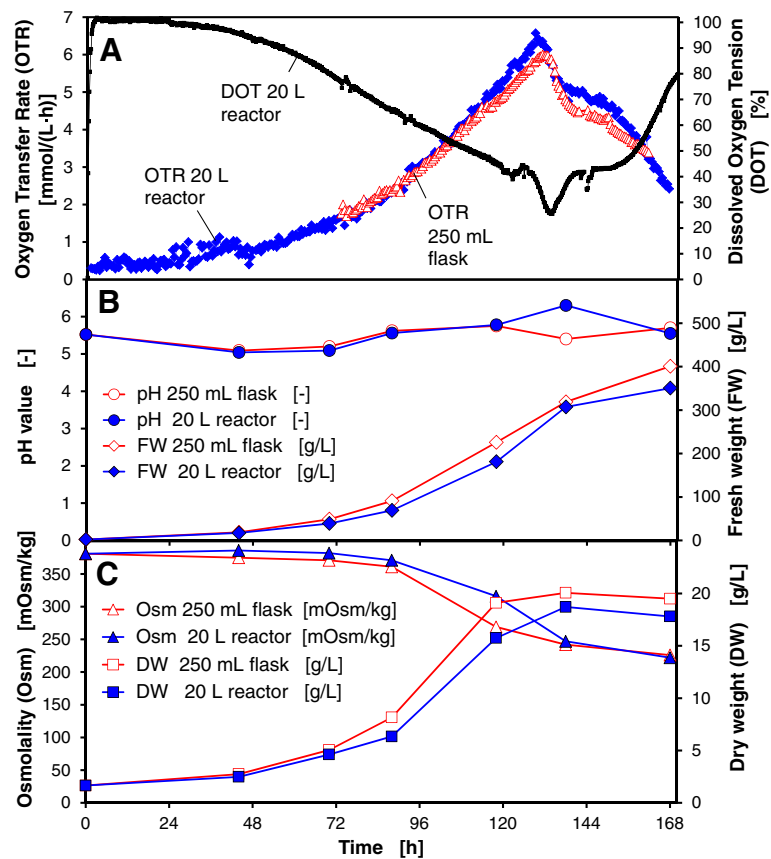 A
Oxygen Transfer Rate (OTR)
[mmol/(L-h)]
7
6
5
4
3
2
1
0
DOT 20 L
reactor
OTR 20 L
reactor
OTR
250 mL
flask
100
90
80
70
60
50
40
30
20
10
0
Dissolved Oxygen Tension
(DOT) [%]
B
pH value [-]
6
5
4
3
2
1
0
pH 250 mL flask [-]
pH 20 L reactor [-]
FW 250 mL flask [g/L]
FW 20 L reactor [g/L]
500
400
300
200
100
0
Fresh weight (FW) [g/L]
C
Osmolality (Osm) [mOsm/kg]
350
300
250
200
150
100
50
0
Osm 250 mL flask [mOsm/kg]
Osm 20 L reactor [mOsm/kg]
DW 250 mL flask [g/L]
DW 20 L reactor [g/L]
20
15
10
5
0
Dry weight (DW) [g/L]
0 24 48 72 96 120 144 168
Time [h]